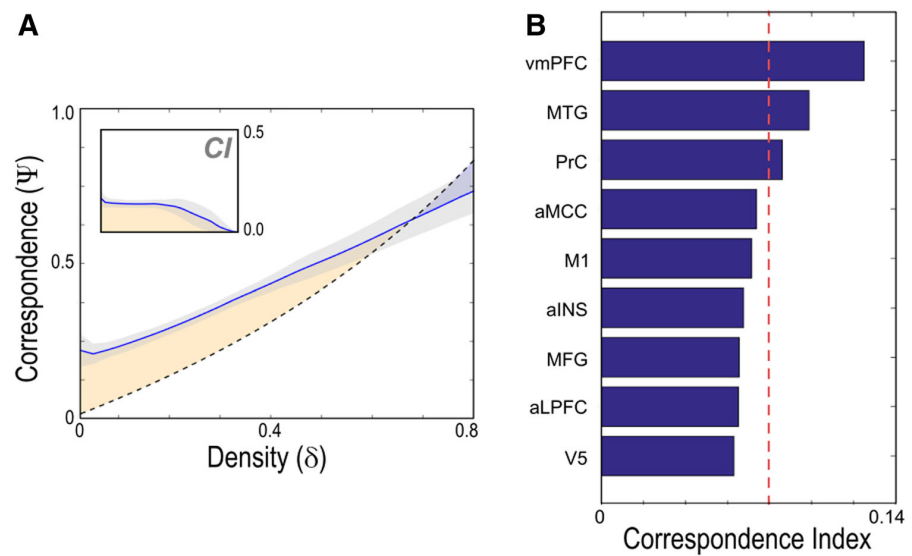 A
B
1.0
0.5
0
CI
0.5
0.0
Correspondence (Ψ)
0
0.4
0.8
Density (δ)
vmPFC
MTG
PrC
aMCC
M1
aINS
MFG
aLPFC
V5
0
0.14
Correspondence Index